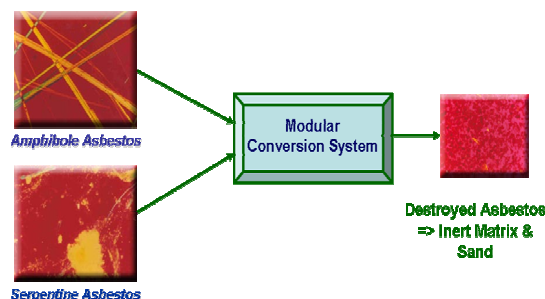 Amphibole Asbestos
Modular
Conversion System
Destroyed Asbestos
=> Inert Matrix &
Sand
Serpentine Asbestos